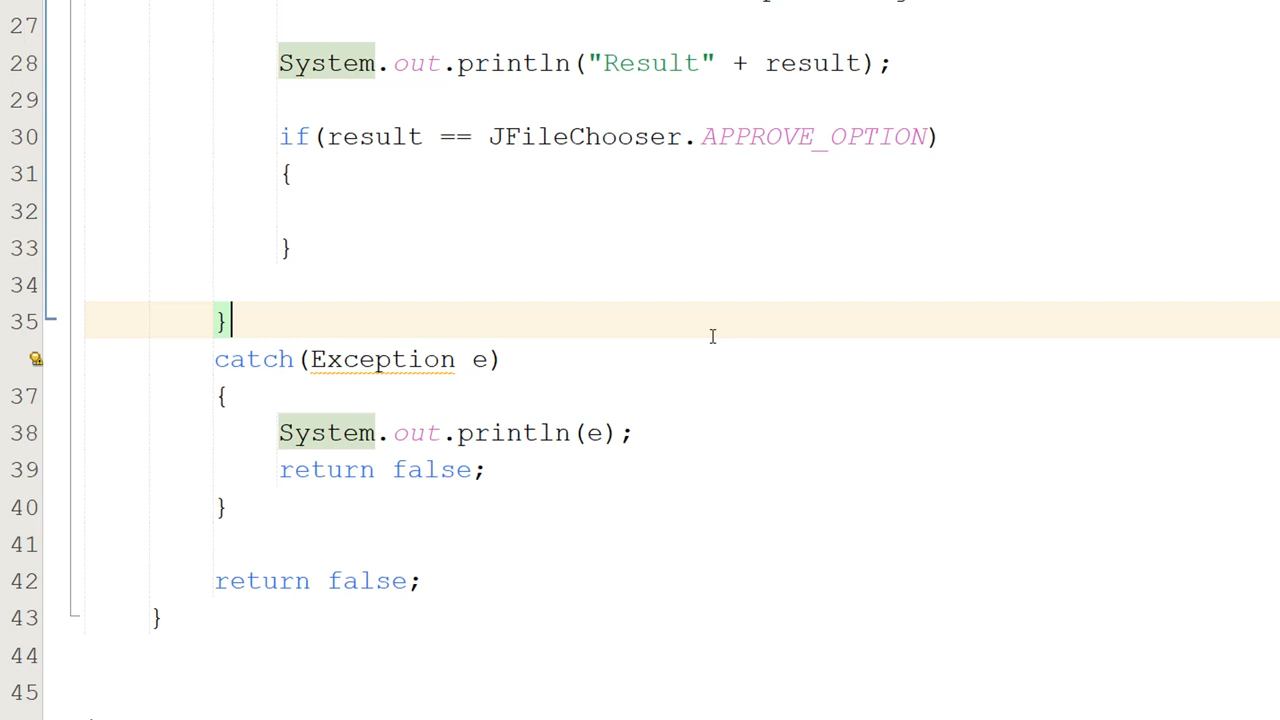 27
28 System.out.println("Result" + result);
29
30 if(result == JFileChooser.APPROVE_OPTION)
31 {
32
33 }
34
35 }
catch(Exception e)
37 {
38 System.out.println(e);
39 return false;
40 }
41
42 return false;
43 }
44
45